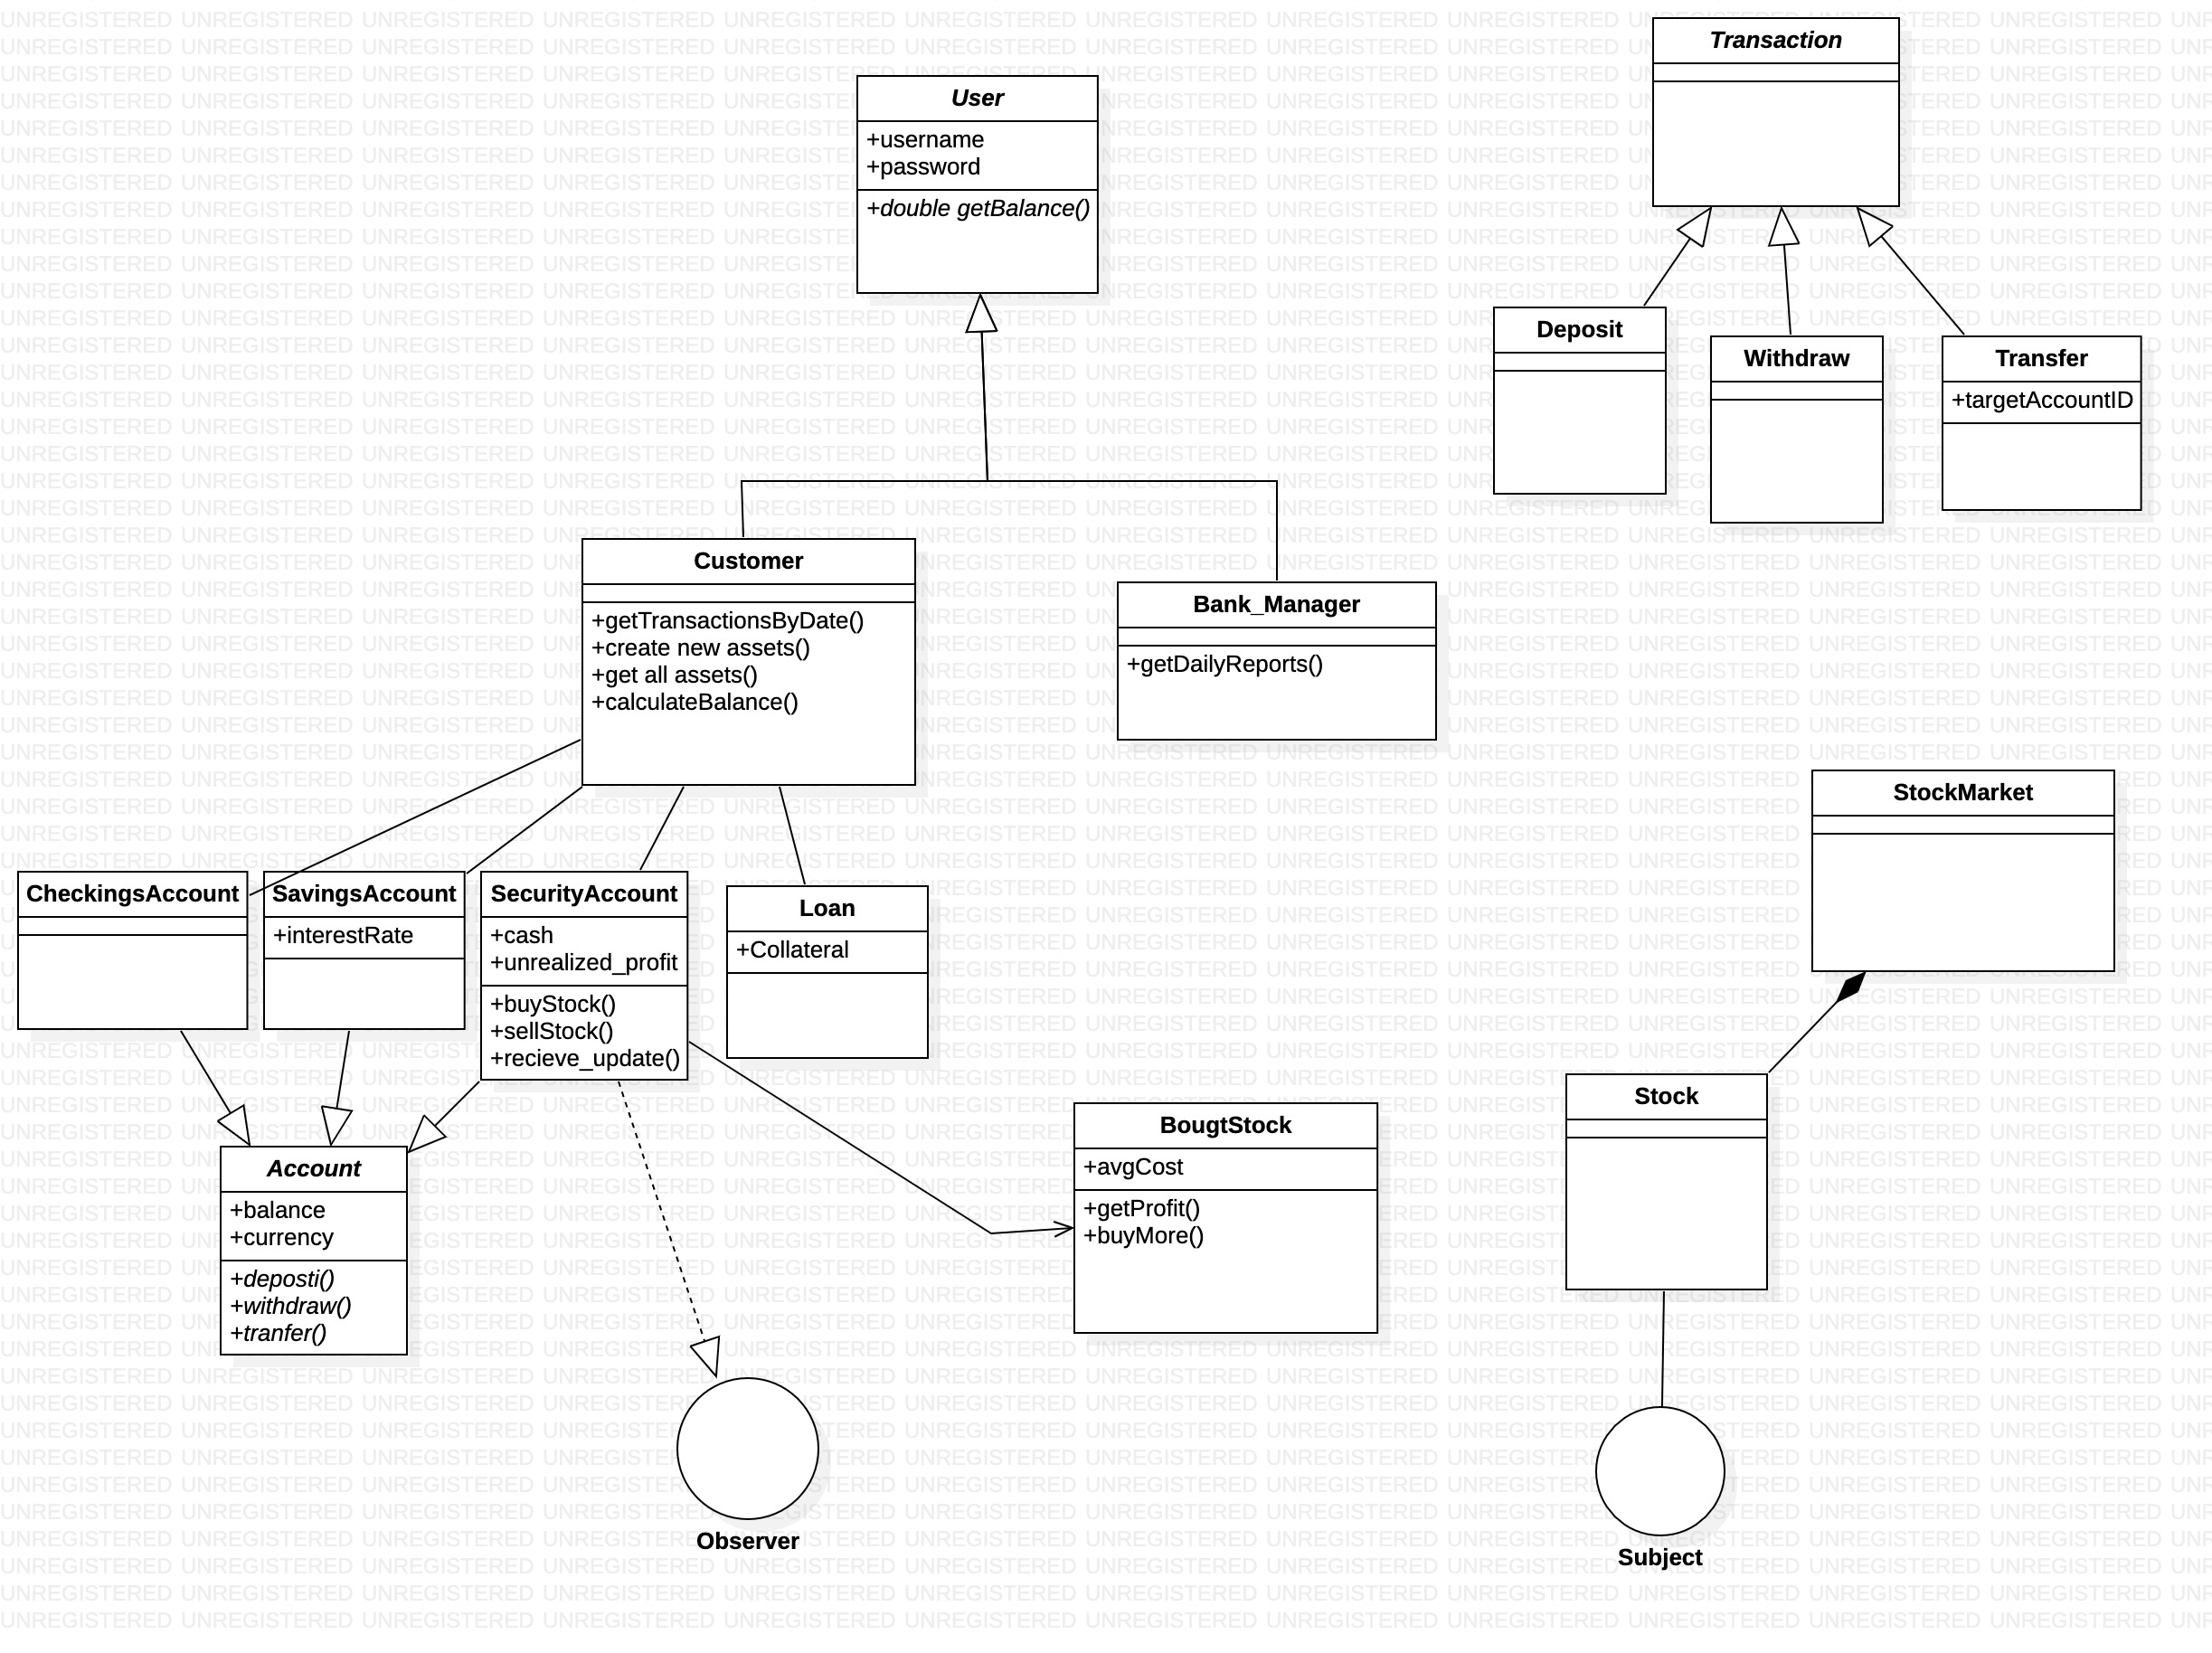 Transaction
User
+username
+password
+double getBalance()
Deposit
Withdraw
Transfer
+targetAccountID
Customer
+getTransactionsByDate()
+create new assets()
+get all assets()
+calculateBalance()
Bank_Manager
+getDailyReports()
StockMarket
CheckingsAccount
SavingsAccount
+interestRate
SecurityAccount
+cash
+unrealized_profit
+buyStock()
+sellStock()
+recieve_update()
Loan
+Collateral
Stock
BougtStock
+avgCost
+getProfit()
+buyMore()
Account
+balance
+currency
+deposti()
+withdraw()
+tranfer()
Observer
Subject
UNREGISTERED